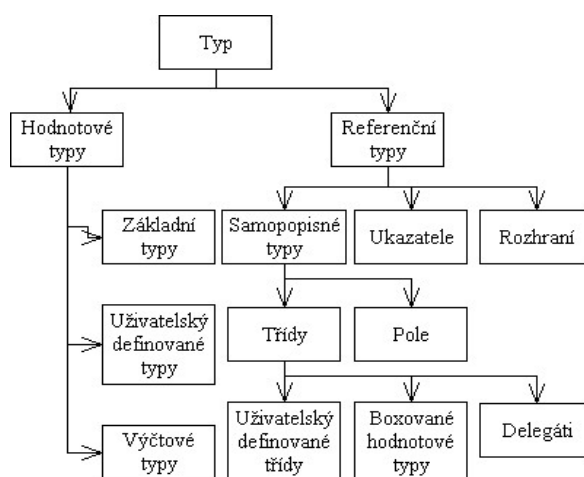 Typ
Hodnotové
typy
Referenční
typy
Základní
typy
Samopopisné
typy
Ukazatele
Rozhraní
Uživatelský
definované
typy
Třídy
Pole
Výčtové
typy
Uživatelský
definované
třídy
Boxované
hodnotové
typy
Delegáti